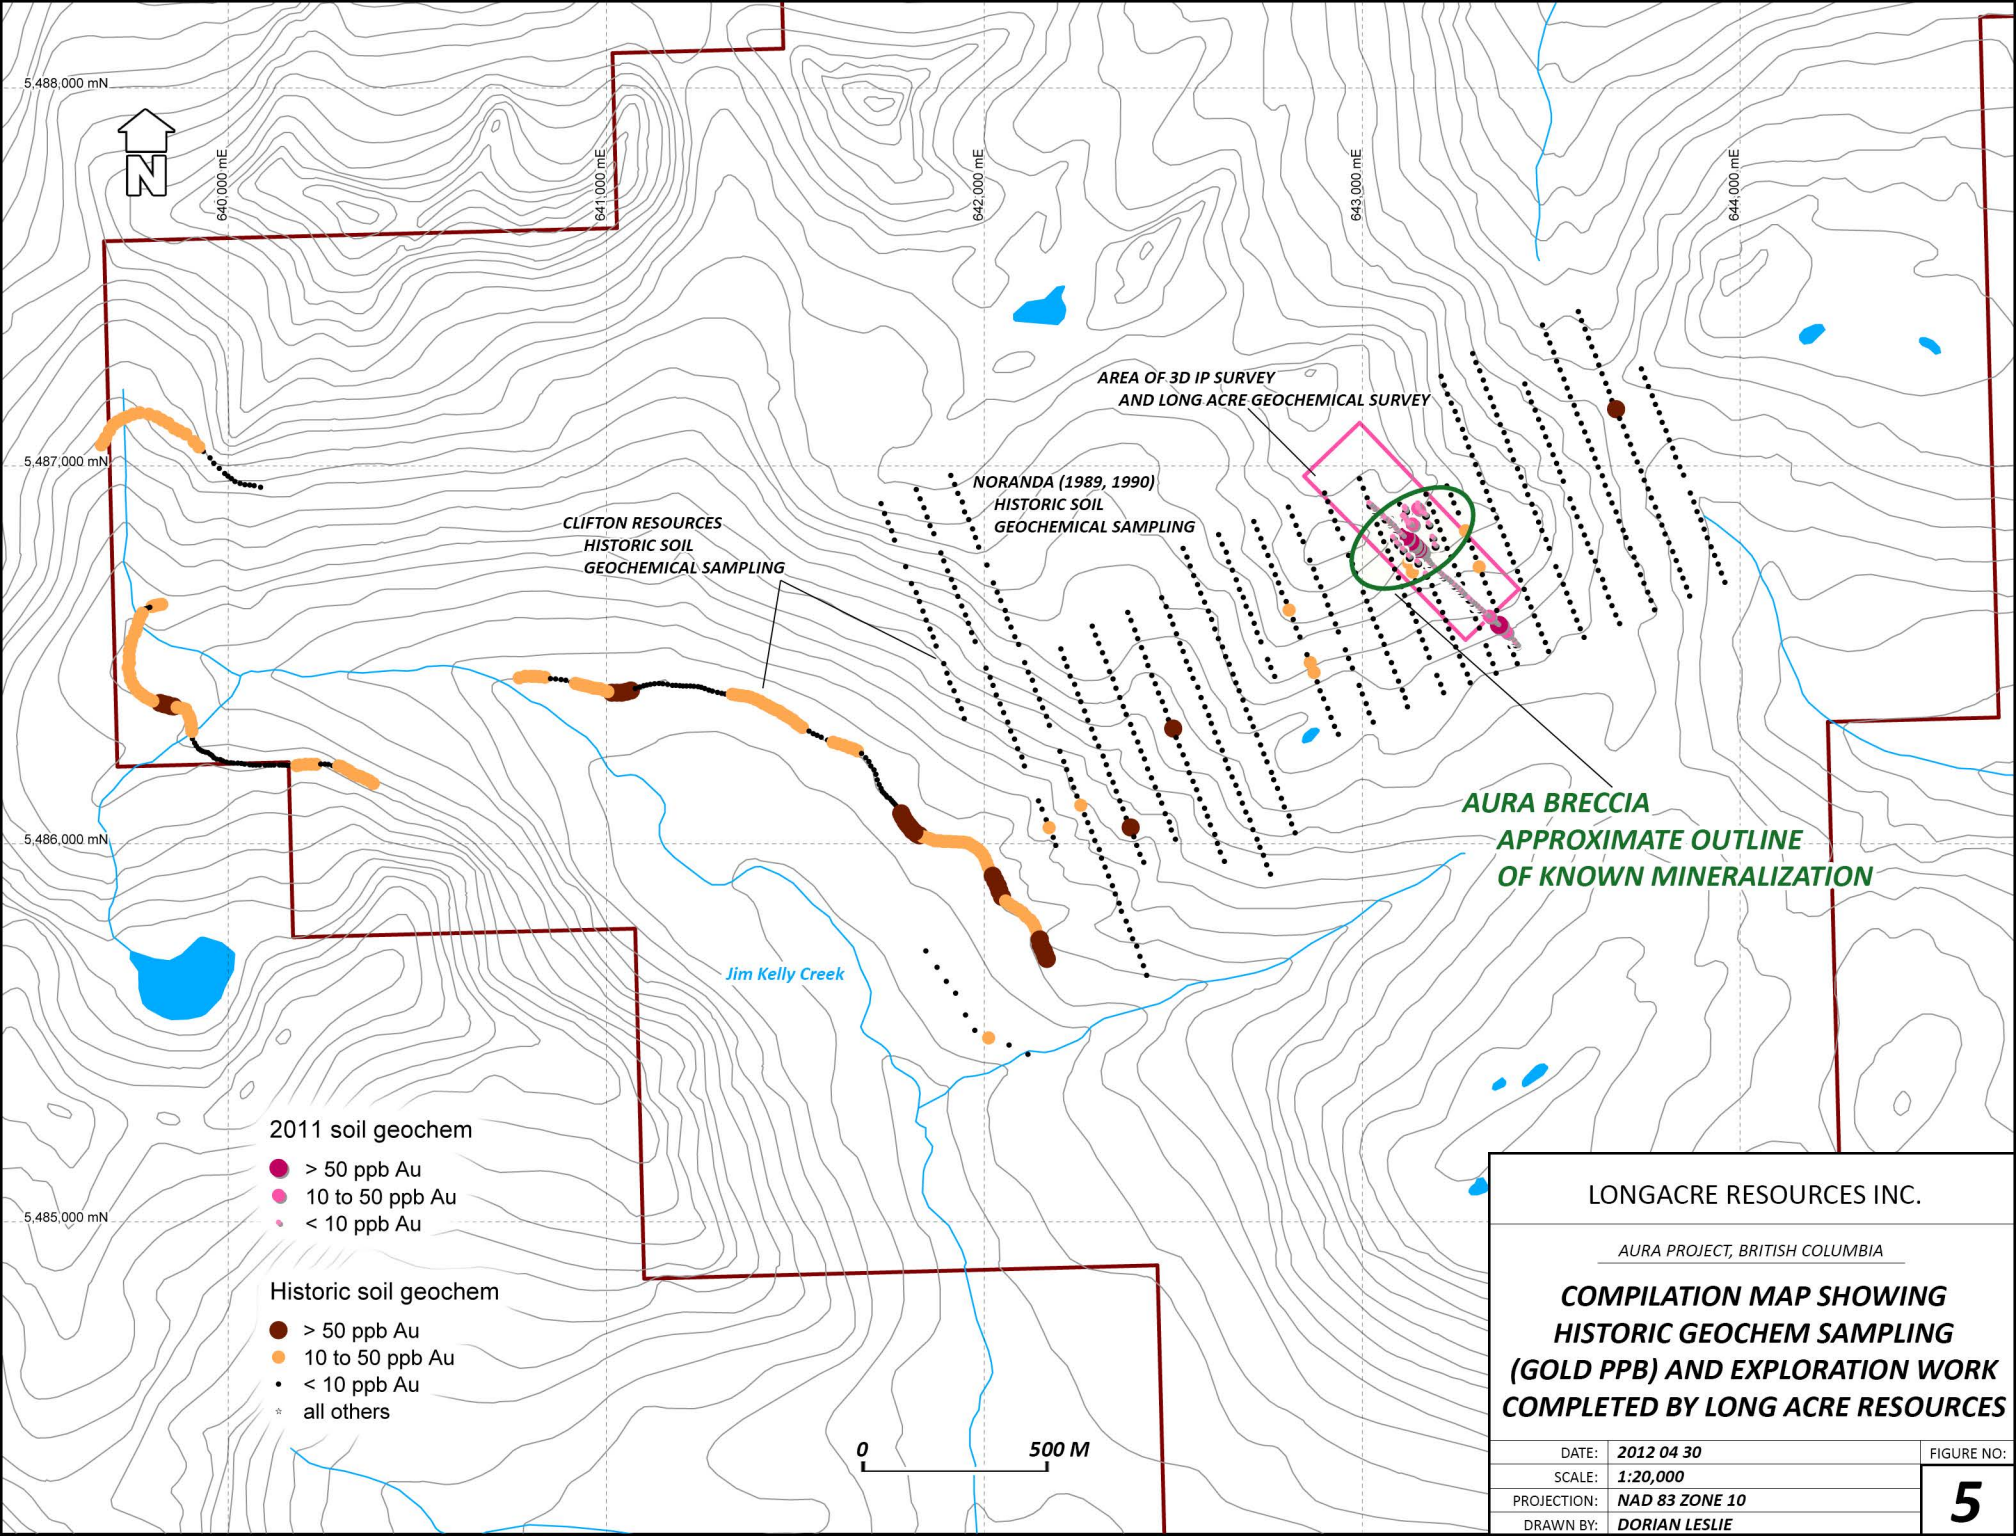 5,488,000 mN
N
640,000 mE
641,000 mE
642,000 mE
643,000 mE
644,000 mE
AREA OF 3D IP SURVEY
AND LONG ACRE GEOCHEMICAL SURVEY
5,487,000 mN
NORANDA (1989, 1990)
HISTORIC SOIL
GEOCHEMICAL SAMPLING
CLIFTON RESOURCES
HISTORIC SOIL
GEOCHEMICAL SAMPLING
AURA BRECCIA
APPROXIMATE OUTLINE
OF KNOWN MINERALIZATION
5,486,000 mN
Jim Kelly Creek
2011 soil geochem
> 50 ppb Au
10 to 50 ppb Au
< 10 ppb Au
5,485,000 mN
Historic soil geochem
> 50 ppb Au
10 to 50 ppb Au
< 10 ppb Au
all others
0 500 M
LONGACRE RESOURCES INC.
AURA PROJECT, BRITISH COLUMBIA
COMPILATION MAP SHOWING
HISTORIC GEOCHEM SAMPLING
(GOLD PPB) AND EXPLORATION WORK
COMPLETED BY LONG ACRE RESOURCES
DATE: 2012 04 30
SCALE: 1:20,000
PROJECTION: NAD 83 ZONE 10
DRAWN BY: DORIAN LESLIE
FIGURE NO:
5